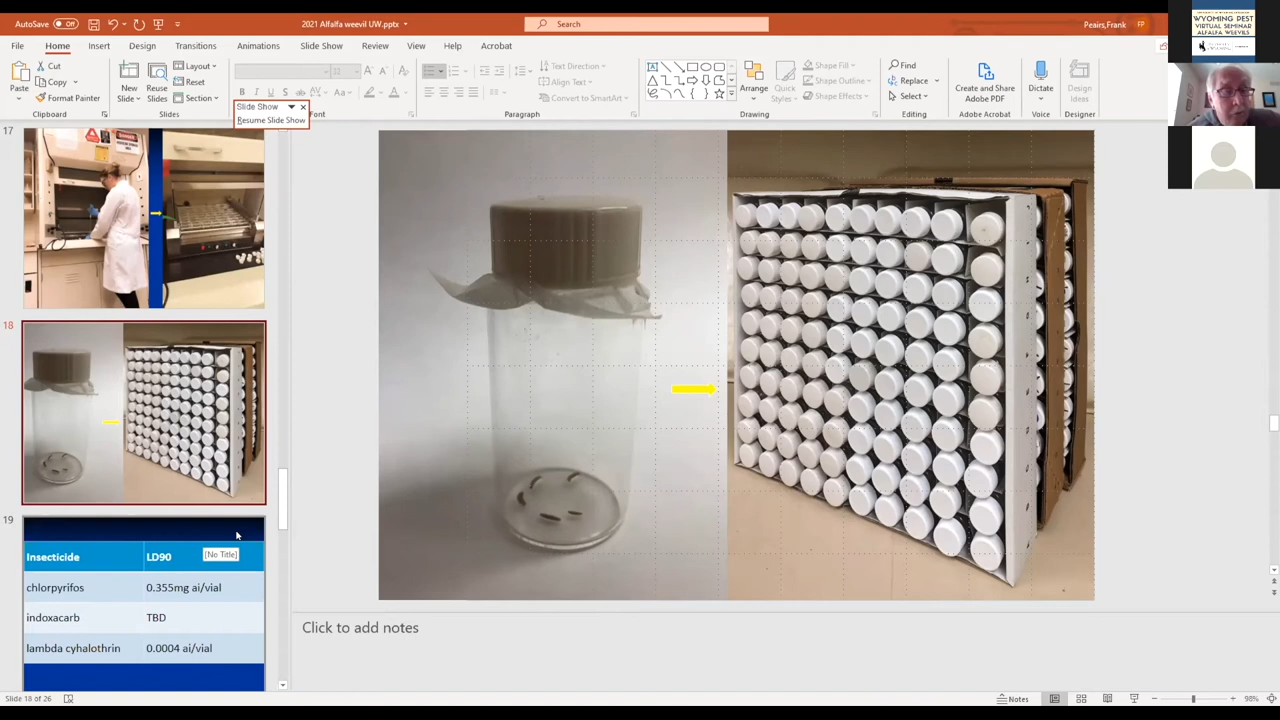 AutoSave Off
2021 Alfalfa weevil UW.pptx
Search
Peairs,Frank FP
File Home Insert Design Transitions Animations Slide Show Review View Help Acrobat
Paste
Cut
Copy
Format Painter
Clipboard
New Slide
Reuse Slides
Layout
Reset
Section
Slides
Font
Slide Show
Resume Slide Show
Text Direction
Align Text
Convert to SmartArt
Paragraph
Arrange
Quick Styles
Shape Fill
Shape Outline
Shape Effects
Drawing
Find
Replace
Select
Editing
Create and Share Adobe PDF
Adobe Acrobat
Dictate
Voice
Design Ideas
Designer
WYOMING PEST
VIRTUAL SEMINAR
ALFALFA WEEVILS
17
18
19
[No Title]
Insecticide LD90
chlorpyrifos 0.355mg ai/vial
indoxacarb TBD
lambda cyhalothrin 0.0004 ai/vial
Click to add notes
Slide 18 of 26
Notes
98%